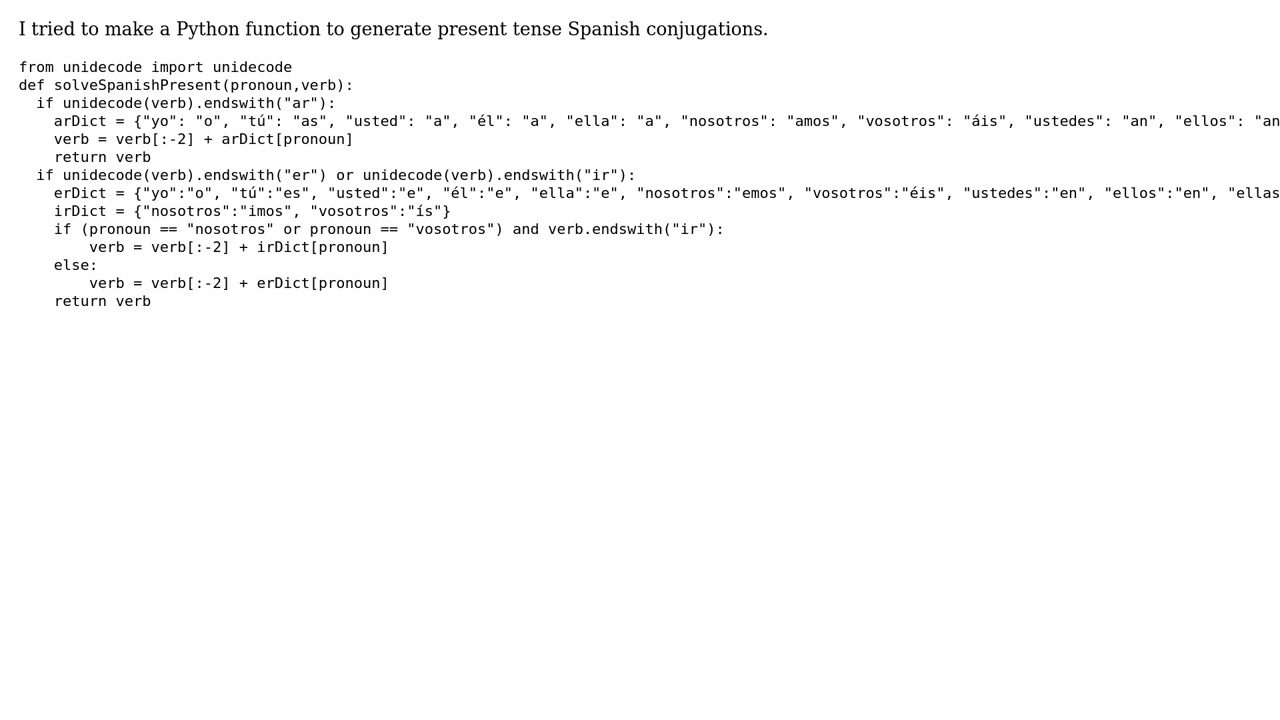 I tried to make a Python function to generate present tense Spanish conjugations.
from unidecode import unidecode
def solveSpanishPresent(pronoun,verb):
  if unidecode(verb).endswith("ar"):
    arDict = {"yo": "o", "tú": "as", "usted": "a", "él": "a", "ella": "a", "nosotros": "amos", "vosotros": "áis", "ustedes": "an", "ellos": "an
    verb = verb[:-2] + arDict[pronoun]
    return verb
  if unidecode(verb).endswith("er") or unidecode(verb).endswith("ir"):
    erDict = {"yo":"o", "tú":"es", "usted":"e", "él":"e", "ella":"e", "nosotros":"emos", "vosotros":"éis", "ustedes":"en", "ellos":"en", "ellas
    irDict = {"nosotros":"imos", "vosotros":"ís"}
    if (pronoun == "nosotros" or pronoun == "vosotros") and verb.endswith("ir"):
        verb = verb[:-2] + irDict[pronoun]
    else:
        verb = verb[:-2] + erDict[pronoun]
    return verb